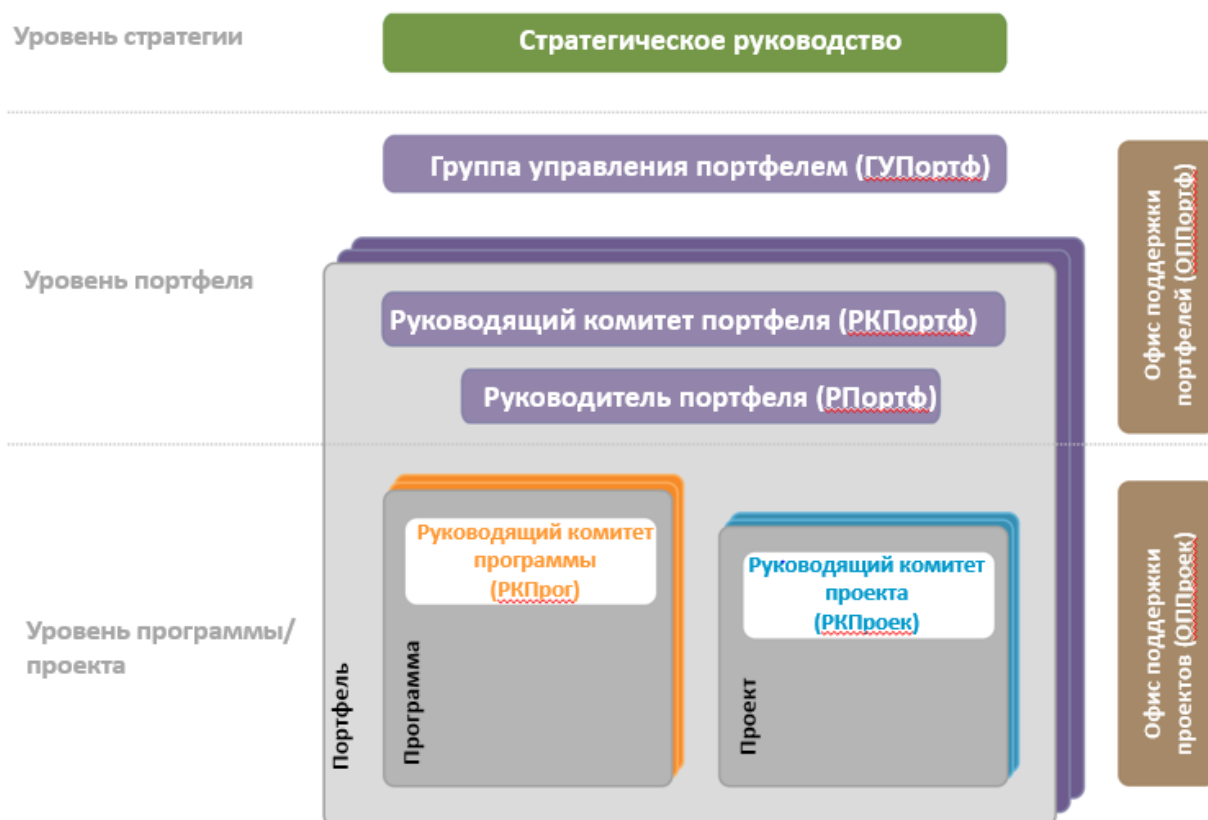 Уровень стратегии
Стратегическое руководство
Группа управления портфелем (ГУПортф)
Офис поддержки
портфелей (ОППортф)
Уровень портфеля
Руководящий комитет портфеля (РКПортф)
Руководитель портфеля (РПортф)
Уровень программы/
проекта
Портфель
Программа
Руководящий комитет
программы
(РКПрог)
Проект
Руководящий комитет
проекта
(РКПроек)
Офис поддержки
проектов (ОППроек)